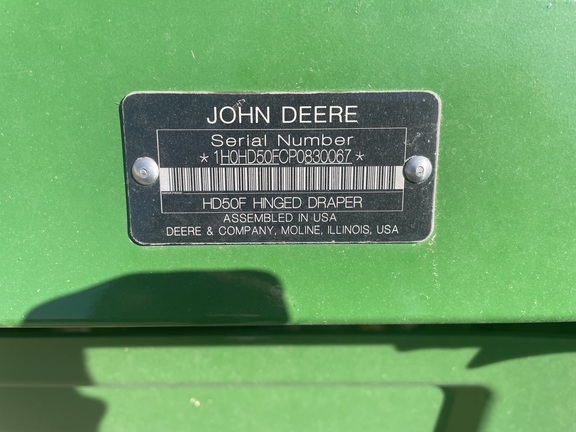 JOHN DEERE
Serial Number
*1H0HD50FCP0830067*
HD50F HINGED DRAPER
ASSEMBLED IN USA
DEERE & COMPANY, MOLINE, ILLINOIS, USA